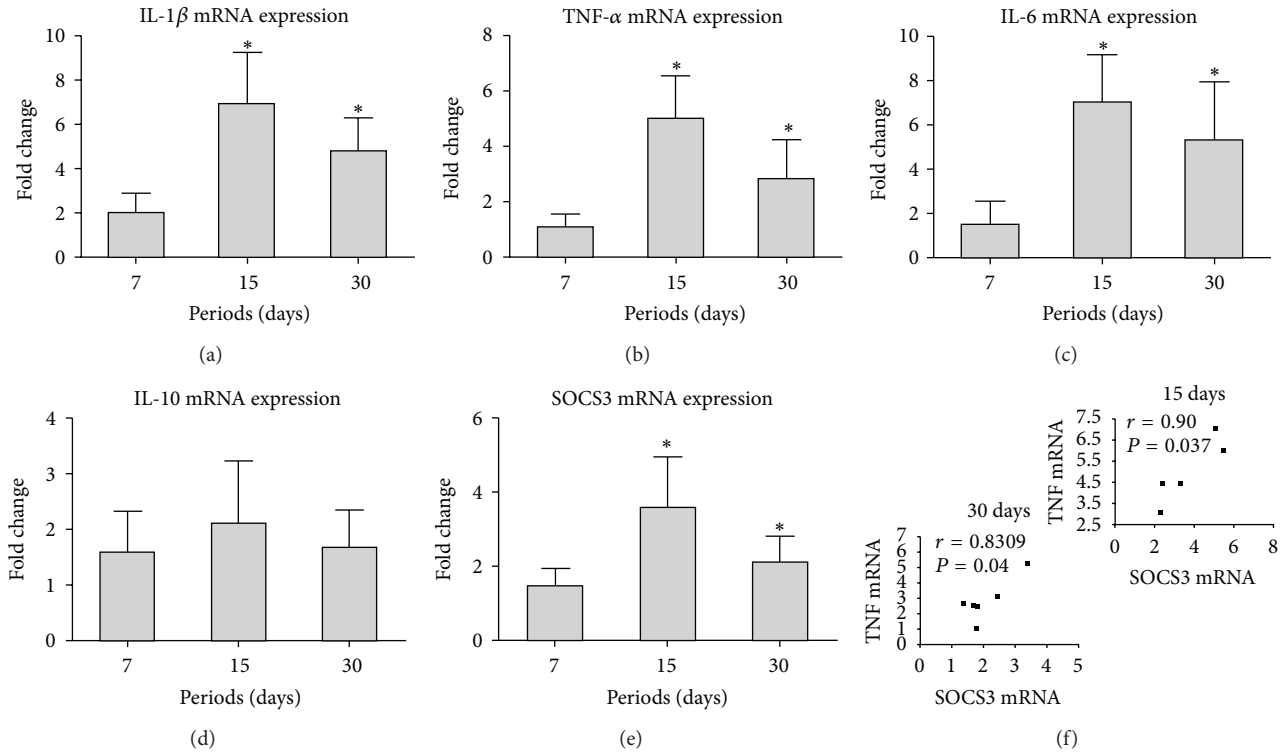 IL-1β mRNA expression
10
8
6
4
2
0
Fold change
*
*
7 15 30
Periods (days)
(a)
TNF-α mRNA expression
8
6
4
2
0
Fold change
*
*
7 15 30
Periods (days)
(b)
IL-6 mRNA expression
10
8
6
4
2
0
Fold change
*
*
7 15 30
Periods (days)
(c)
IL-10 mRNA expression
4
3
2
1
0
Fold change
7 15 30
Periods (days)
(d)
SOCS3 mRNA expression
6
4
2
0
Fold change
*
*
7 15 30
Periods (days)
(e)
15 days
7.5
6.5
5.5
4.5
3.5
2.5
TNF mRNA
r = 0.90
P = 0.037
0 2 4 6 8
SOCS3 mRNA
30 days
7
6
5
4
3
2
1
0
TNF mRNA
r = 0.8309
P = 0.04
0 1 2 3 4 5
SOCS3 mRNA
(f)